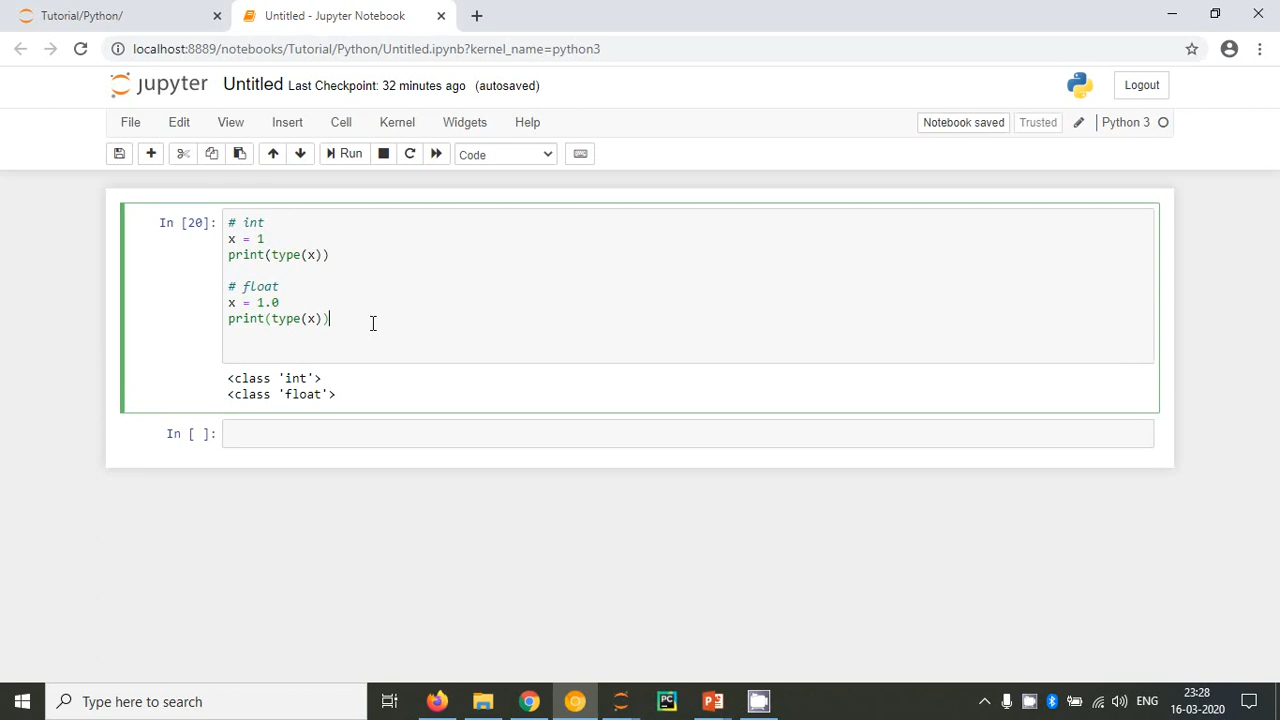 Tutorial/Python/
Untitled - Jupyter Notebook
localhost:8889/notebooks/Tutorial/Python/Untitled.ipynb?kernel_name=python3
jupyter Untitled Last Checkpoint: 32 minutes ago (autosaved)
Logout
File Edit View Insert Cell Kernel Widgets Help
Notebook saved Trusted Python 3
Run Code
In [20]:
# int
x = 1
print(type(x))
# float
x = 1.0
print(type(x))
<class 'int'>
<class 'float'>
In [ ]:
Type here to search
PC
P
ENG
23:28
16-03-2020